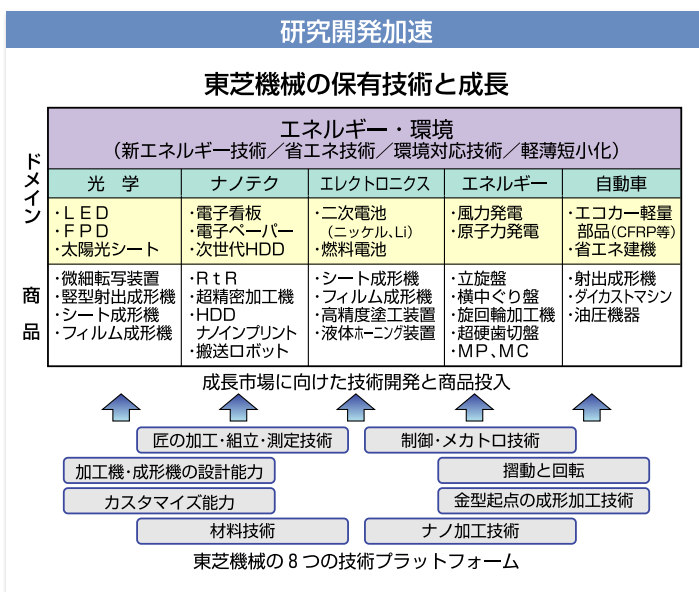 研究開発加速
東芝機械の保有技術と成長
ドメイン
エネルギー・環境
(新エネルギー技術／省エネ技術／環境対応技術／軽薄短小化)
光 学
・LED
・FPD
・太陽光シート
ナノテク
・電子看板
・電子ペーパー
・次世代HDD
エレクトロニクス
・二次電池
(ニッケル、Li)
・燃料電池
エネルギー
・風力発電
・原子力発電
自動車
・エコカー軽量
部品(CFRP等)
・省エネ建機
商品
・微細転写装置
・竪型射出成形機
・シート成形機
・フィルム成形機
・RtR
・超精密加工機
・HDD
ナノインプリント
・搬送ロボット
・シート成形機
・フィルム成形機
・高精度塗工装置
・液体ホーニング装置
・立旋盤
・横中ぐり盤
・旋回輪加工機
・超硬歯切盤
・MP、MC
・射出成形機
・ダイカストマシン
・油圧機器
成長市場に向けた技術開発と商品投入
匠の加工・組立・測定技術
制御・メカトロ技術
加工機・成形機の設計能力
摺動と回転
カスタマイズ能力
金型起点の成形加工技術
材料技術
ナノ加工技術
東芝機械の8つの技術プラットフォーム